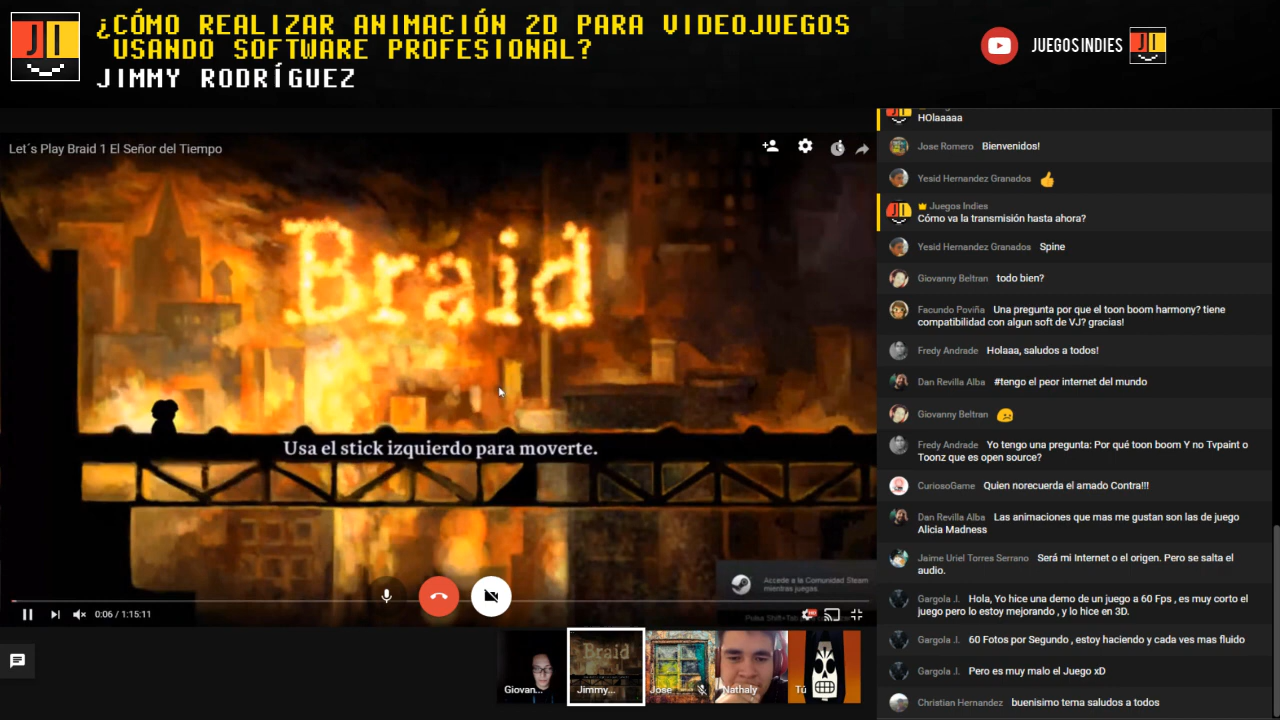 JI
¿CÓMO REALIZAR ANIMACIÓN 2D PARA VIDEOJUEGOS
USANDO SOFTWARE PROFESIONAL?
JIMMY RODRÍGUEZ
JUEGOS INDIES
JI
Let´s Play Braid 1 El Señor del Tiempo
Braid
Usa el stick izquierdo para moverte.
Accede a la Comunidad Steam
mientras juegas.
0:06 / 1:15:11
HD
Giovan...
Braid
Jimmy...
Jose
Nathaly
Tú
HOlaaaaa
Jose Romero Bienvenidos!
Yesid Hernandez Granados 👍
Juegos Indies
Cómo va la transmisión hasta ahora?
Yesid Hernandez Granados Spine
Giovanny Beltran todo bien?
Facundo Poviña Una pregunta por que el toon boom harmony? tiene
compatibilidad con algun soft de VJ? gracias!
Fredy Andrade Holaaa, saludos a todos!
Dan Revilla Alba #tengo el peor internet del mundo
Giovanny Beltran
Fredy Andrade Yo tengo una pregunta: Por qué toon boom Y no Tvpaint o
Toonz que es open source?
CuriosoGame Quien norecuerda el amado Contra!!!
Dan Revilla Alba Las animaciones que mas me gustan son las de juego
Alicia Madness
Jaime Uriel Torres Serrano Será mi Internet o el origen. Pero se salta el
audio.
Gargola .I. Hola, Yo hice una demo de un juego a 60 Fps , es muy corto el
juego pero lo estoy mejorando , y lo hice en 3D.
Gargola .I. 60 Fotos por Segundo , estoy haciendo y cada ves mas fluido
Gargola .I. Pero es muy malo el Juego xD
Christian Hernandez buenisimo tema saludos a todos